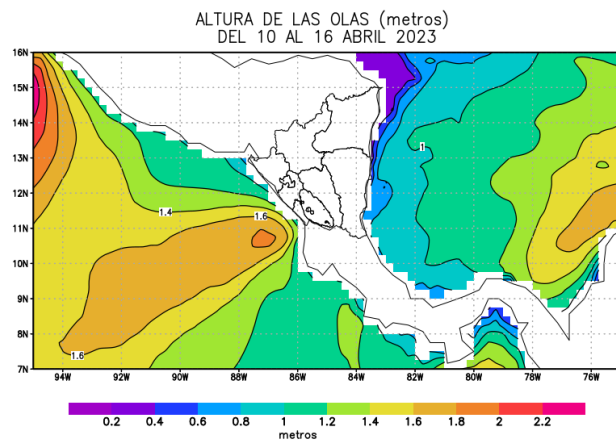 ALTURA DE LAS OLAS (metros)
DEL 10 AL 16 ABRIL 2023
16N
15N
14N
13N
12N
11N
10N
9N
8N
7N
1
1.4
1.6
1.6
94W 92W 90W 88W 86W 84W 82W 80W 78W 76W
0.2 0.4 0.6 0.8 1 1.2 1.4 1.6 1.8 2 2.2
metros